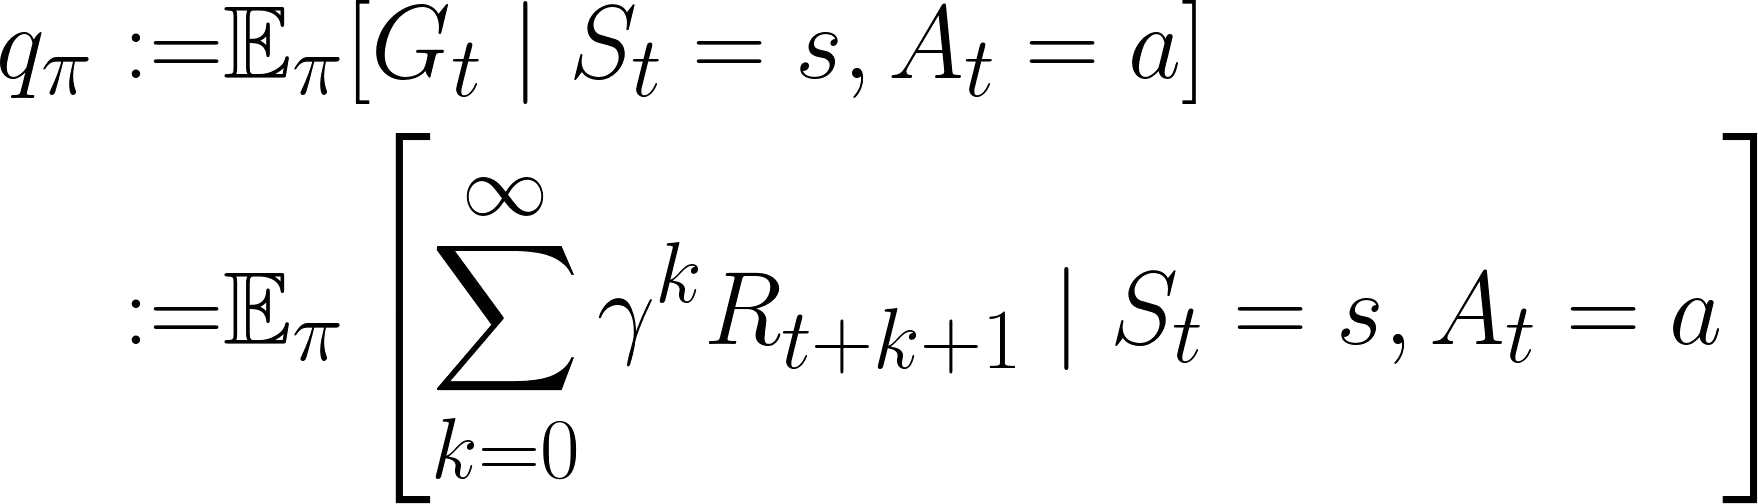 q_π := 𝔼_π[G_t | S_t = s, A_t = a]
:= 𝔼_π [∑_{k=0}^{∞} γ^k R_{t+k+1} | S_t = s, A_t = a]